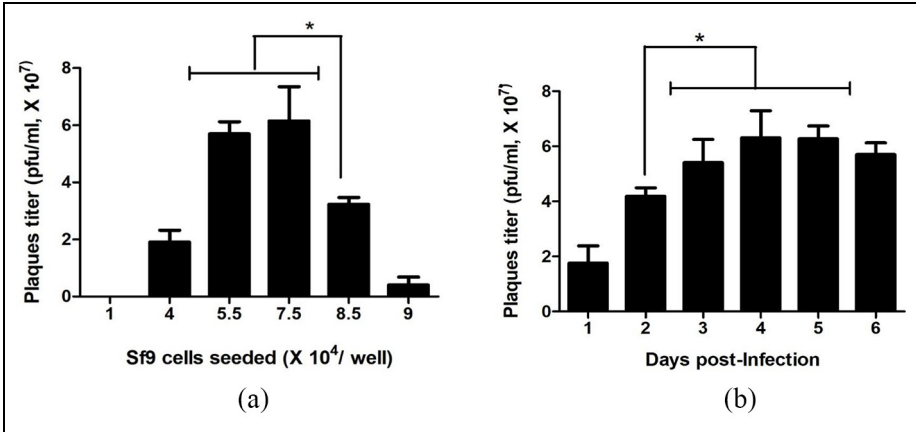 *
8
6
4
2
0
Plaques titer (pfu/ml, X 10⁷)
1 4 5.5 7.5 8.5 9
Sf9 cells seeded (X 10⁴/ well)
(a)
*
8
6
4
2
0
Plaques titer (pfu/ml, X 10⁷)
1 2 3 4 5 6
Days post-Infection
(b)